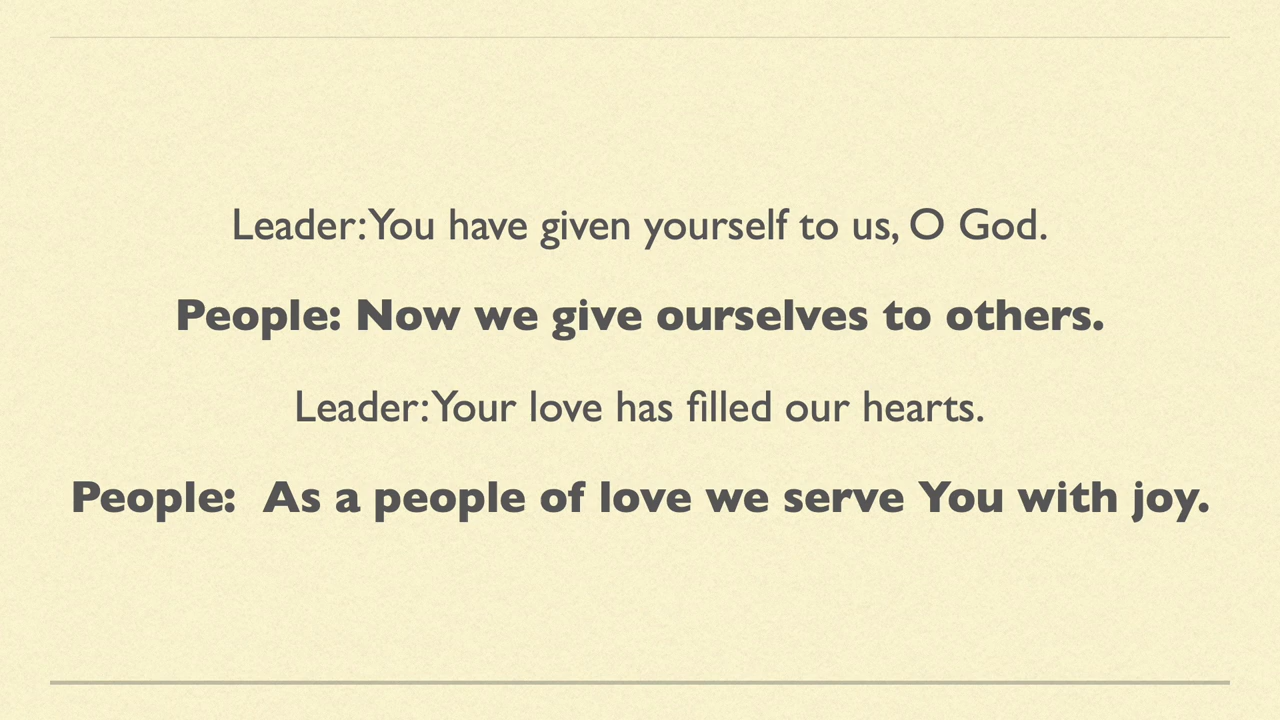 Leader: You have given yourself to us, O God.
People: Now we give ourselves to others.
Leader: Your love has filled our hearts.
People:  As a people of love we serve You with joy.